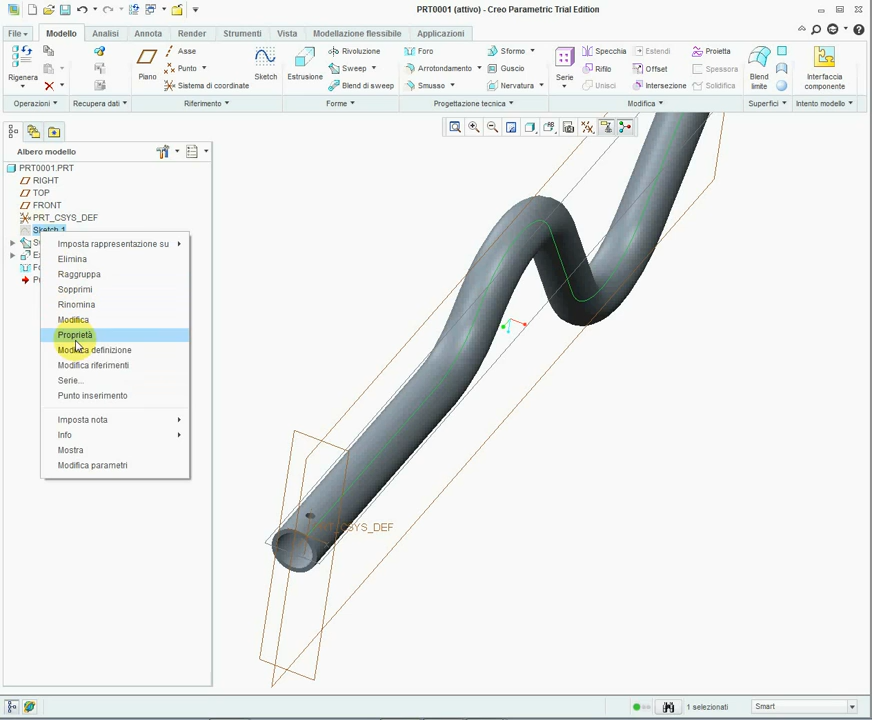 PRT0001 (attivo) - Creo Parametric Trial Edition
File Modello Analisi Annota Render Strumenti Vista Modellazione flessibile Applicazioni
Rigenera
Operazioni
Recupera dati
Piano
Asse
Punto
Sistema di coordinate
Riferimento
Sketch
Estrusione
Rivoluzione
Sweep
Blend di sweep
Forme
Foro
Arrotondamento
Smusso
Sformo
Guscio
Nervatura
Progettazione tecnica
Serie
Specchia
Rifilo
Unisci
Estendi
Offset
Intersezione
Proietta
Spessora
Solidifica
Modifica
Blend limite
Superfici
Interfaccia componente
Intento modello
Albero modello
PRT0001.PRT
RIGHT
TOP
FRONT
PRT_CSYS_DEF
Sketch 1
Imposta rappresentazione su
Elimina
Raggruppa
Sopprimi
Rinomina
Modifica
Proprietà
Modifica definizione
Modifica riferimenti
Serie...
Punto inserimento
Imposta nota
Info
Mostra
Modifica parametri
CSYS_DEF
1 selezionati
Smart